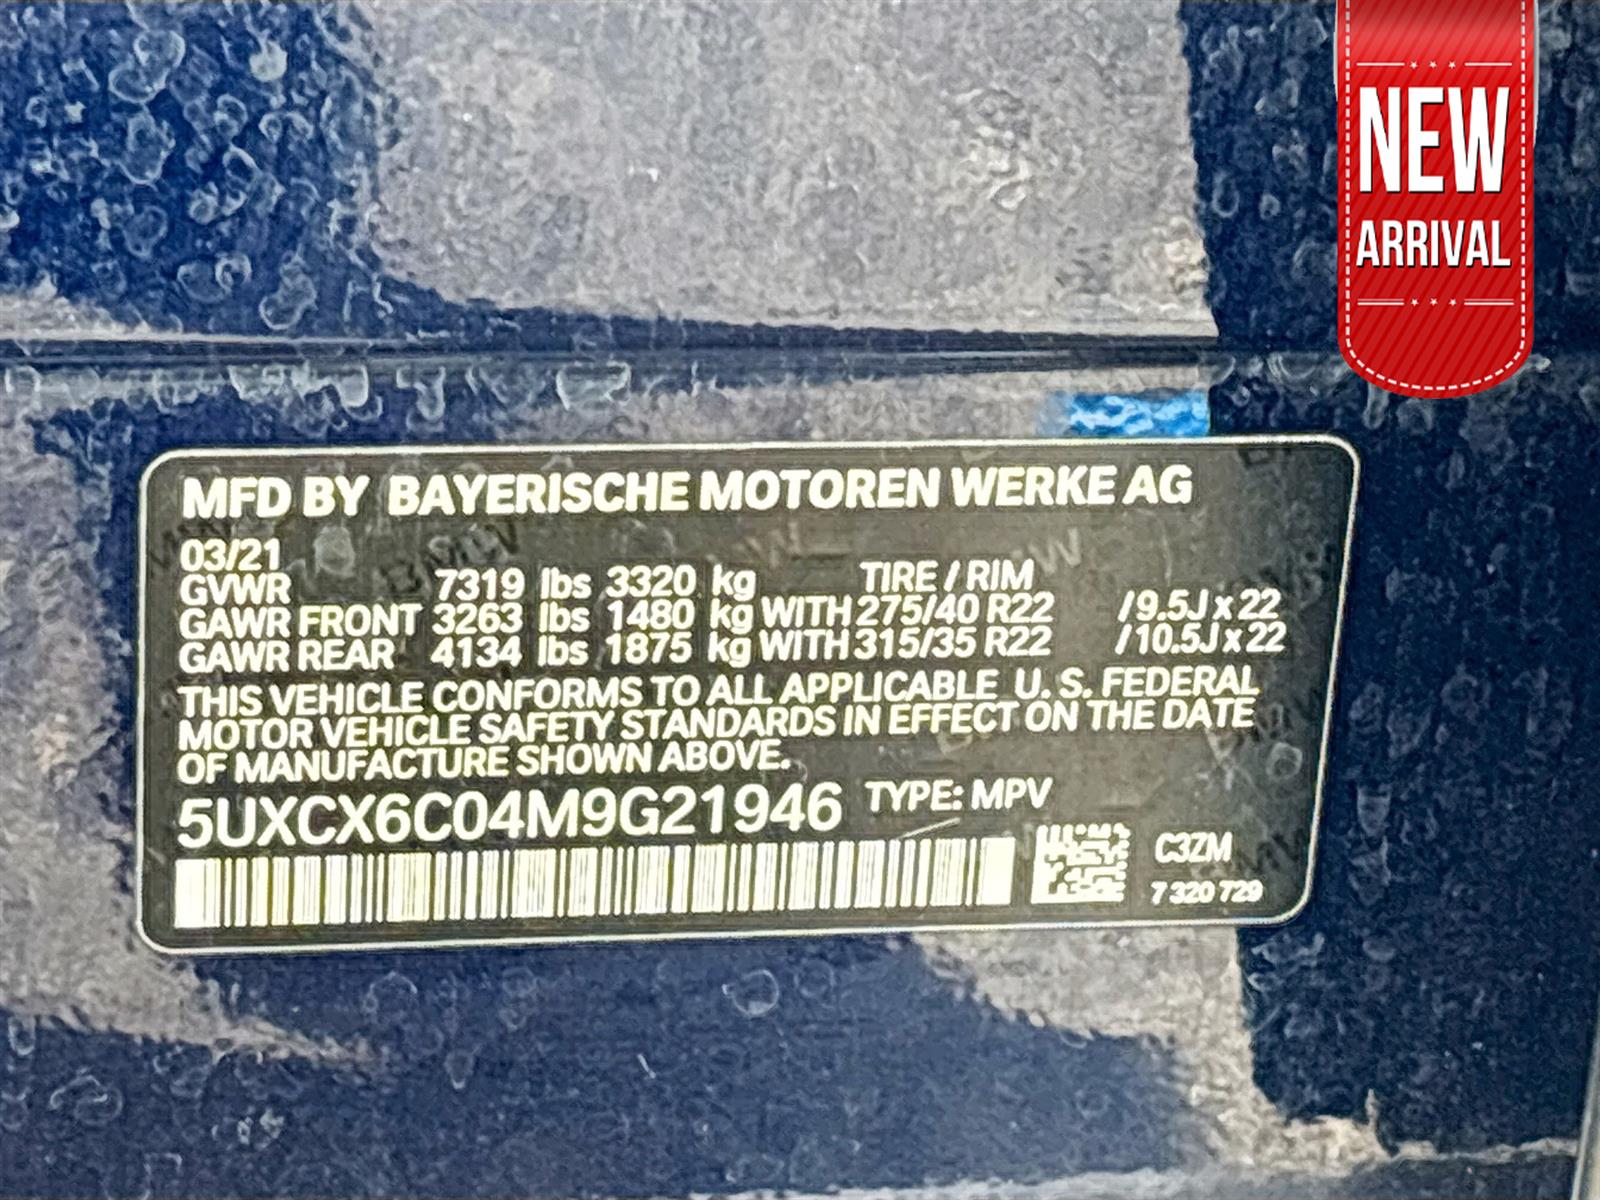 NEW
ARRIVAL
MFD BY BAYERISCHE MOTOREN WERKE AG
03/21
GVWR 7319 lbs 3320 kg TIRE / RIM
GAWR FRONT 3263 lbs 1480 kg WITH 275/40 R22 /9.5J x 22
GAWR REAR 4134 lbs 1875 kg WITH 315/35 R22 /10.5J x 22
THIS VEHICLE CONFORMS TO ALL APPLICABLE U. S. FEDERAL
MOTOR VEHICLE SAFETY STANDARDS IN EFFECT ON THE DATE
OF MANUFACTURE SHOWN ABOVE.
5UXCX6C04M9G21946 TYPE: MPV
C3ZM
7 320 729